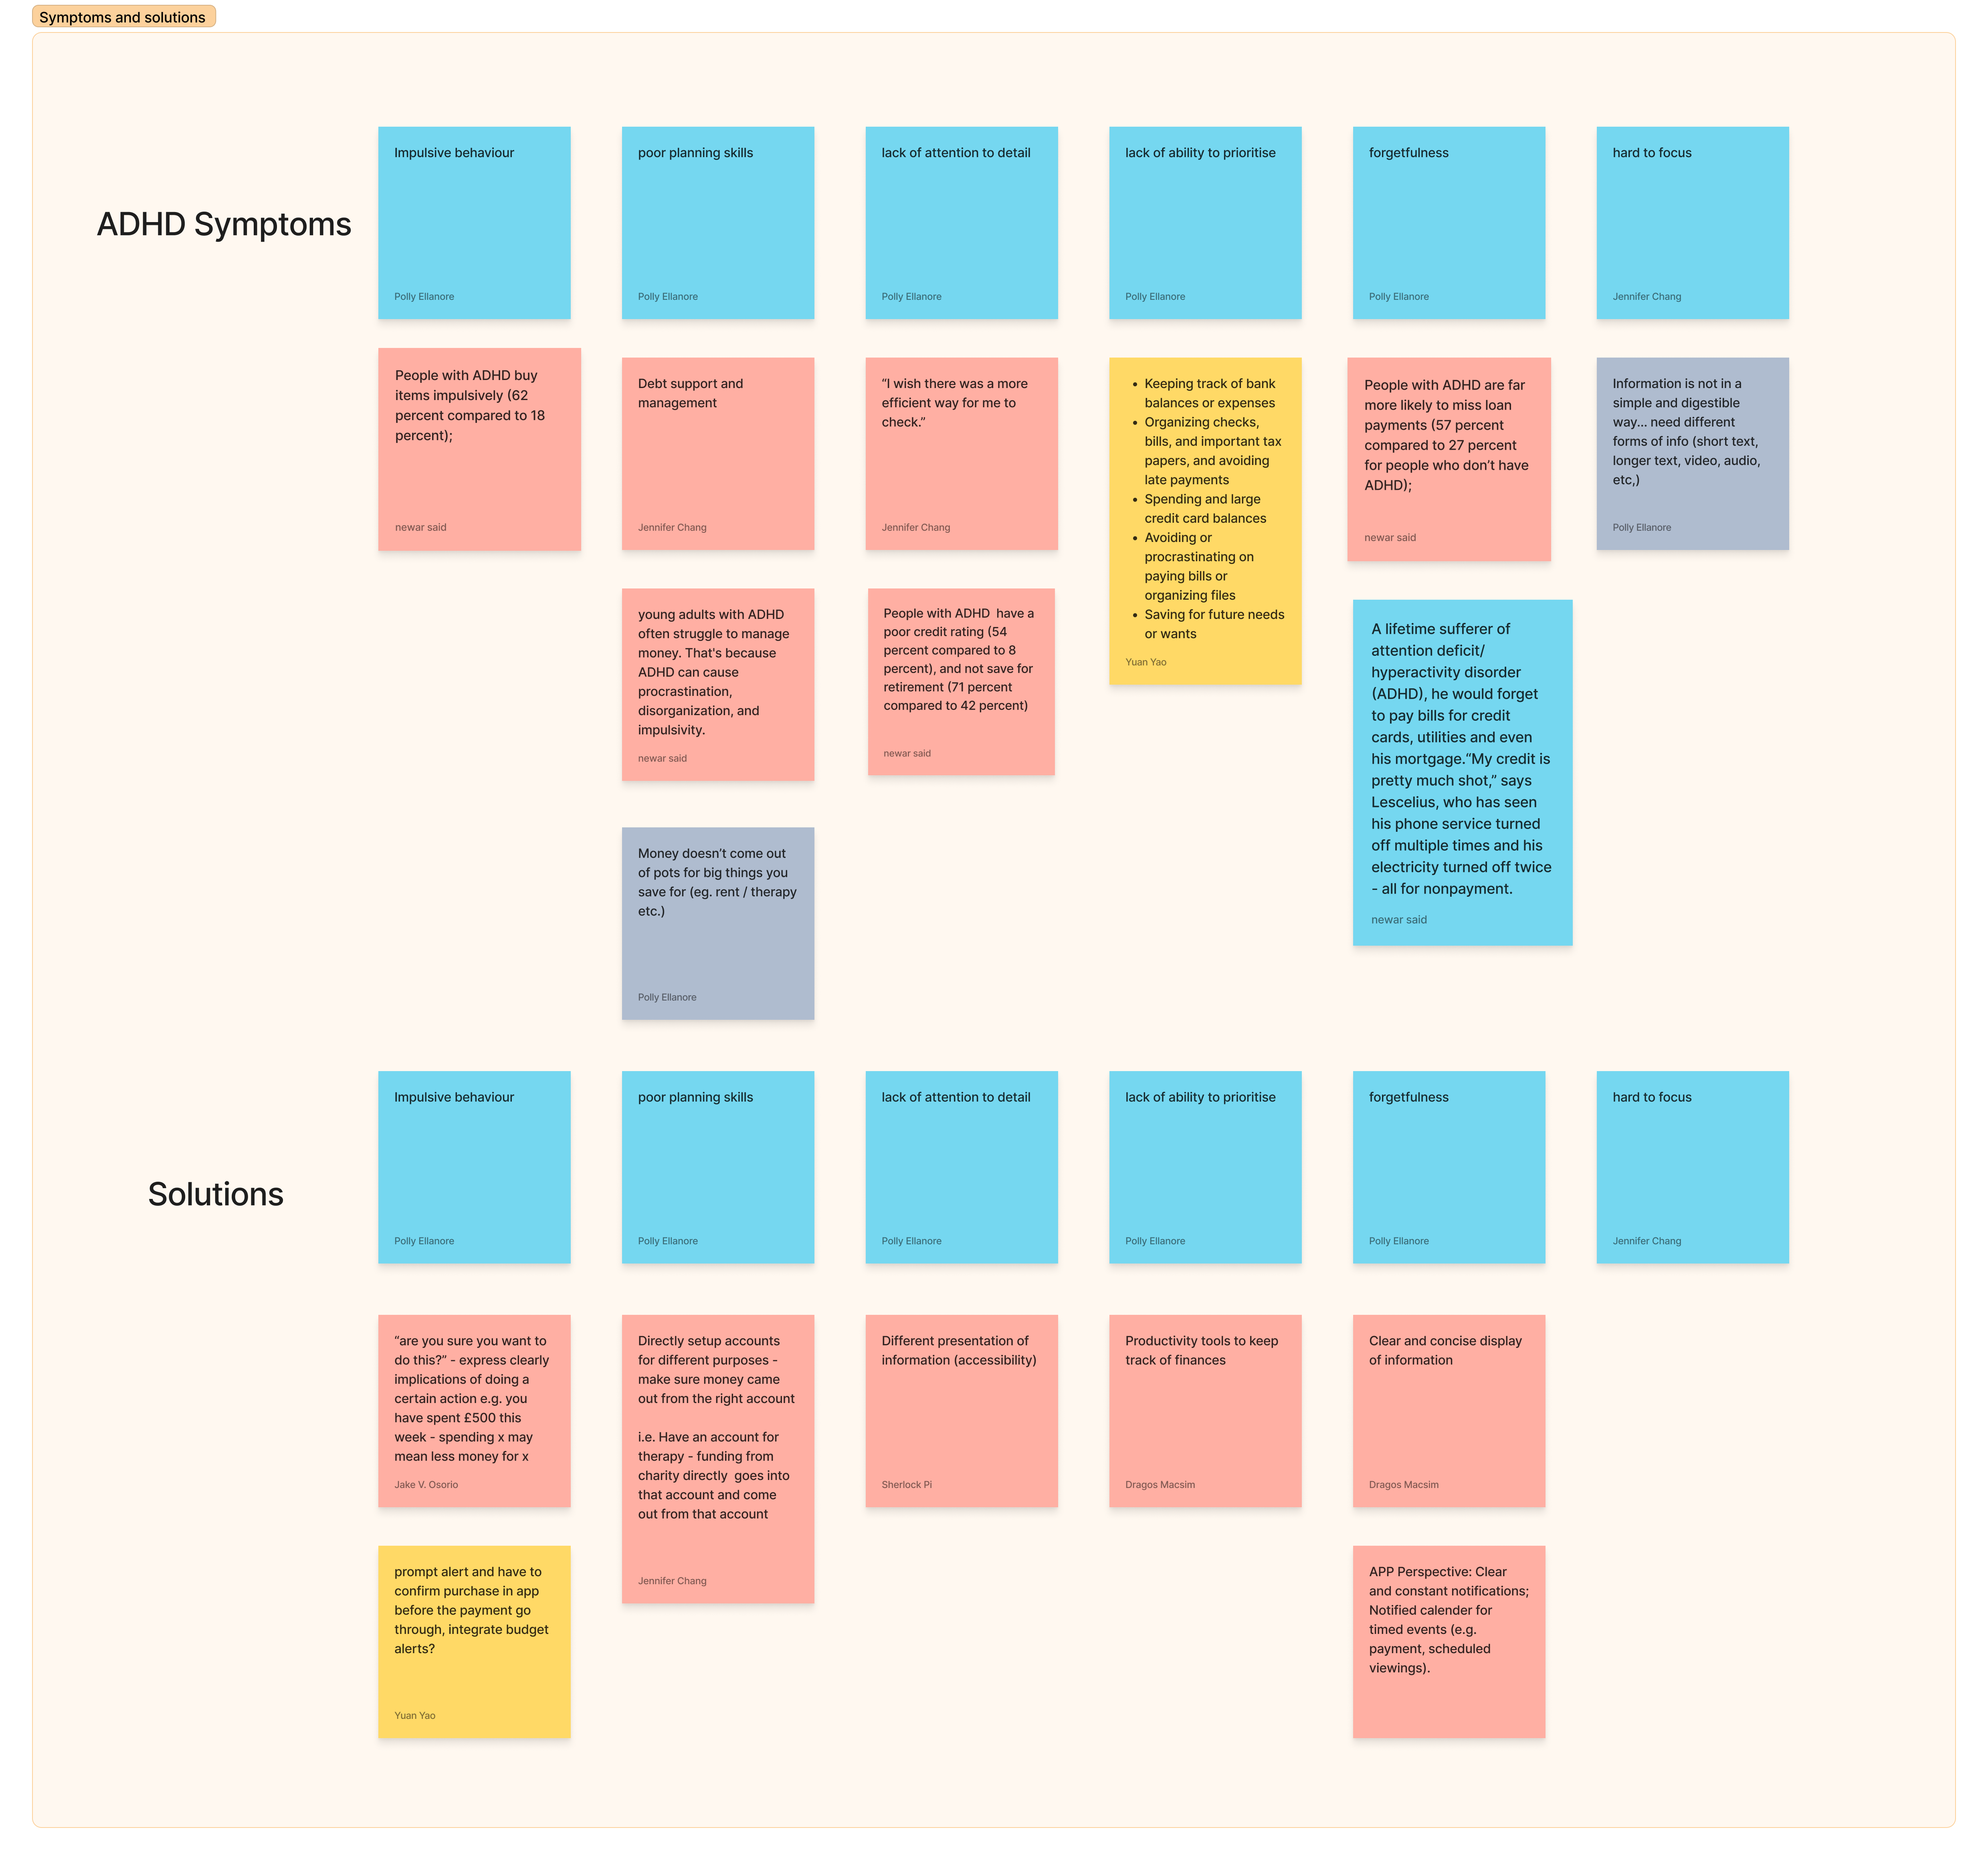 Symptoms and solutions
ADHD Symptoms
Impulsive behaviour
Polly Ellanore
poor planning skills
Polly Ellanore
lack of attention to detail
Polly Ellanore
lack of ability to prioritise
Polly Ellanore
forgetfulness
Polly Ellanore
hard to focus
Jennifer Chang
People with ADHD buy
items impulsively (62
percent compared to 18
percent);
newar said
Debt support and
management
Jennifer Chang
“I wish there was a more
efficient way for me to
check.”
Jennifer Chang
• Keeping track of bank
balances or expenses
• Organizing checks,
bills, and important tax
papers, and avoiding
late payments
• Spending and large
credit card balances
• Avoiding or
procrastinating on
paying bills or
organizing files
• Saving for future needs
or wants
Yuan Yao
People with ADHD are far
more likely to miss loan
payments (57 percent
compared to 27 percent
for people who don’t have
ADHD);
newar said
Information is not in a
simple and digestible
way... need different
forms of info (short text,
longer text, video, audio,
etc,)
Polly Ellanore
young adults with ADHD
often struggle to manage
money. That's because
ADHD can cause
procrastination,
disorganization, and
impulsivity.
newar said
People with ADHD  have a
poor credit rating (54
percent compared to 8
percent), and not save for
retirement (71 percent
compared to 42 percent)
newar said
A lifetime sufferer of
attention deficit/
hyperactivity disorder
(ADHD), he would forget
to pay bills for credit
cards, utilities and even
his mortgage.“My credit is
pretty much shot,” says
Lescelius, who has seen
his phone service turned
off multiple times and his
electricity turned off twice
- all for nonpayment.
newar said
Money doesn’t come out
of pots for big things you
save for (eg. rent / therapy
etc.)
Polly Ellanore
Solutions
Impulsive behaviour
Polly Ellanore
poor planning skills
Polly Ellanore
lack of attention to detail
Polly Ellanore
lack of ability to prioritise
Polly Ellanore
forgetfulness
Polly Ellanore
hard to focus
Jennifer Chang
“are you sure you want to
do this?” - express clearly
implications of doing a
certain action e.g. you
have spent £500 this
week - spending x may
mean less money for x
Jake V. Osorio
Directly setup accounts
for different purposes -
make sure money came
out from the right account
i.e. Have an account for
therapy - funding from
charity directly  goes into
that account and come
out from that account
Jennifer Chang
Different presentation of
information (accessibility)
Sherlock Pi
Productivity tools to keep
track of finances
Dragos Macsim
Clear and concise display
of information
Dragos Macsim
prompt alert and have to
confirm purchase in app
before the payment go
through, integrate budget
alerts?
Yuan Yao
APP Perspective: Clear
and constant notifications;
Notified calender for
timed events (e.g.
payment, scheduled
viewings).